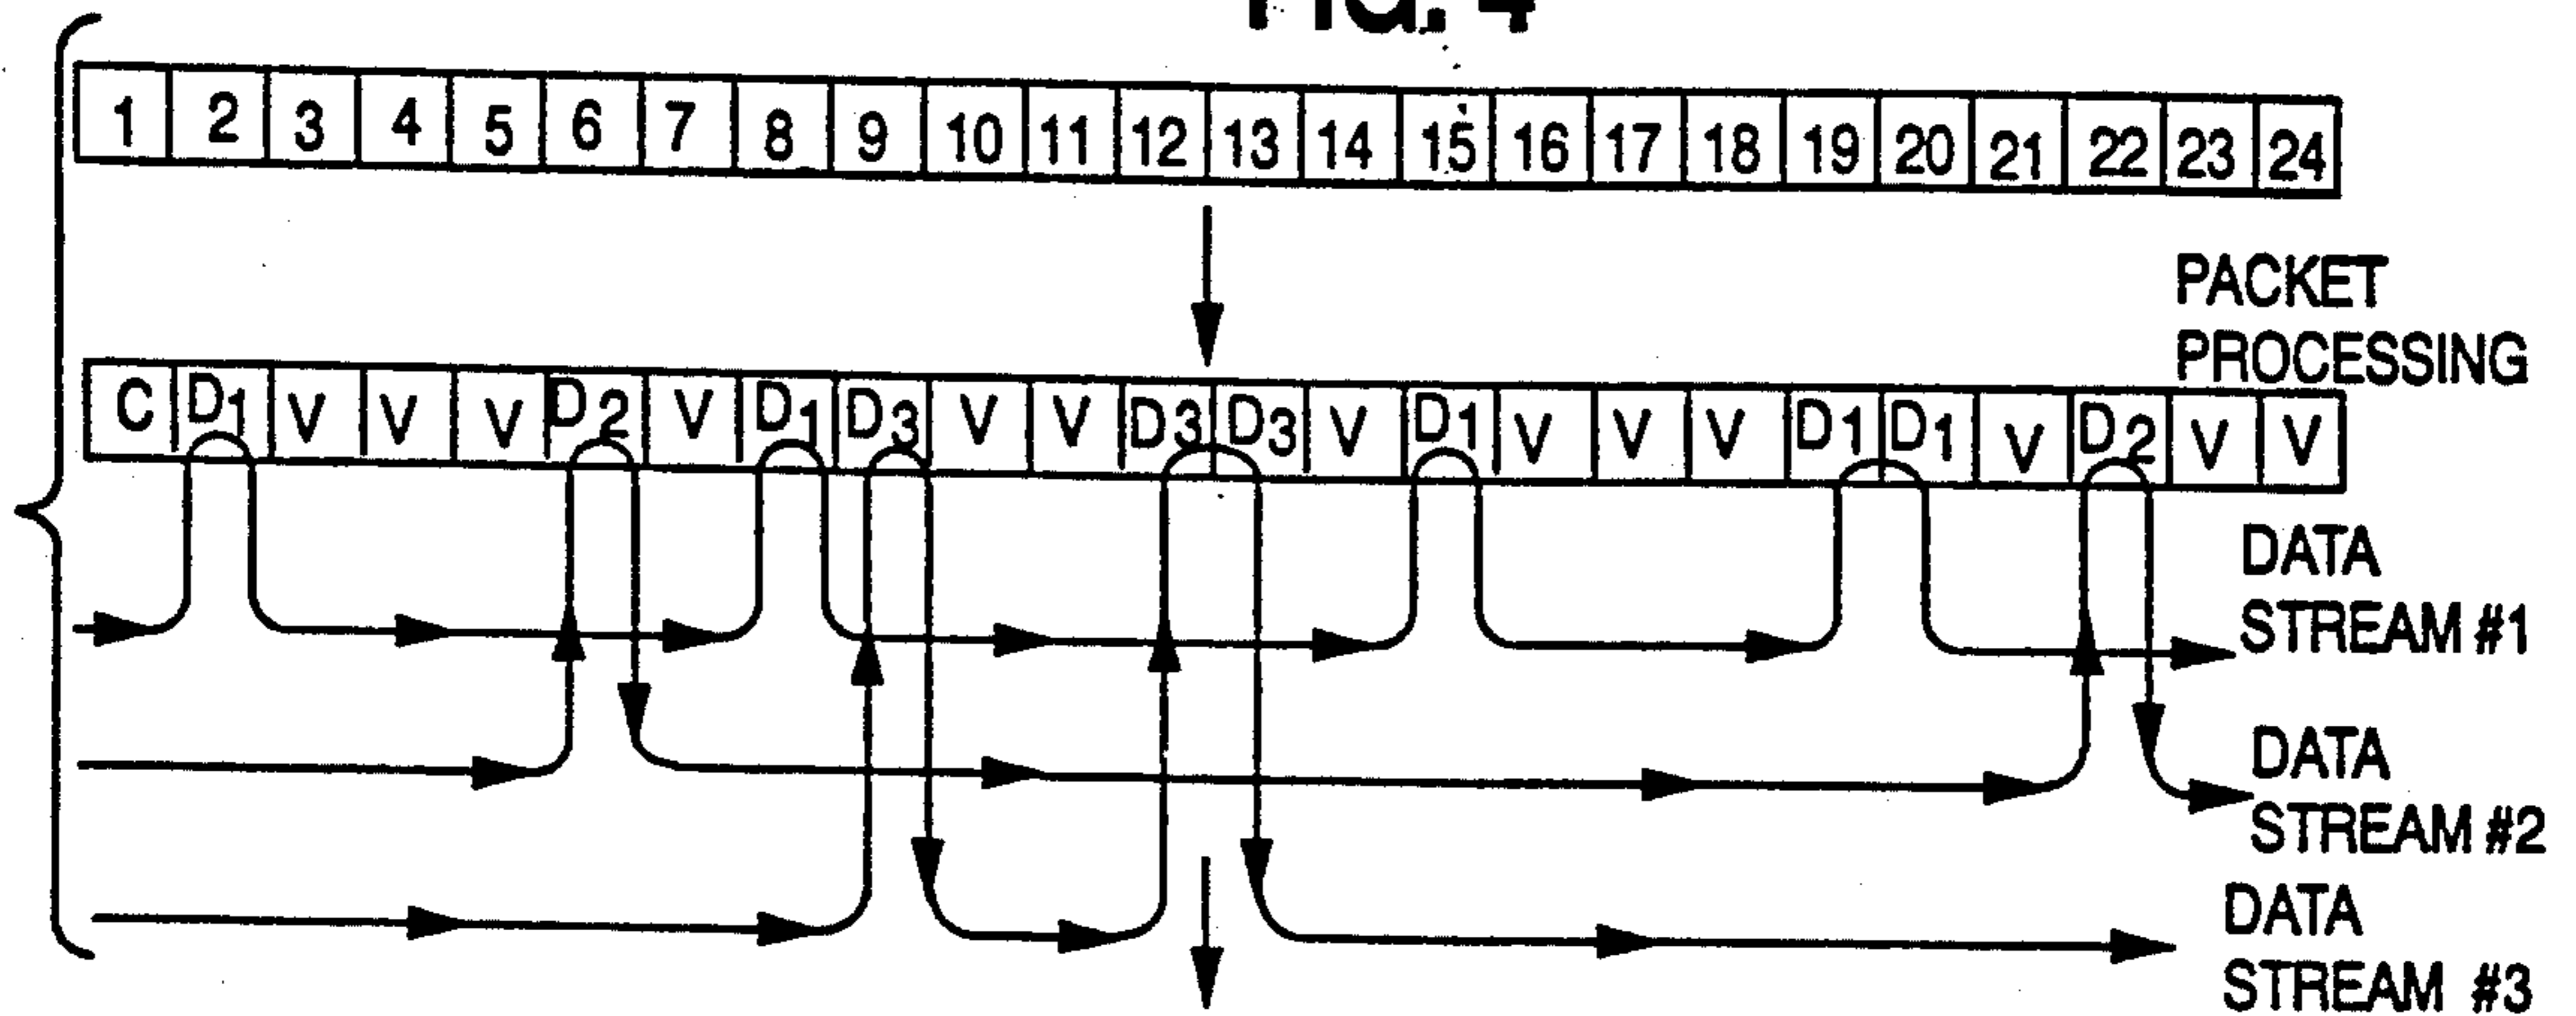 FIG. 4
1 2 3 4 5 6 7 8 9 10 11 12 13 14 15 16 17 18 19 20 21 22 23 24
PACKET
PROCESSING
C D1 V V V D2 V D1 D3 V V D3 D3 V D1 V V V D1 D1 V D2 V V
DATA
STREAM #1
DATA
STREAM #2
DATA
STREAM #3